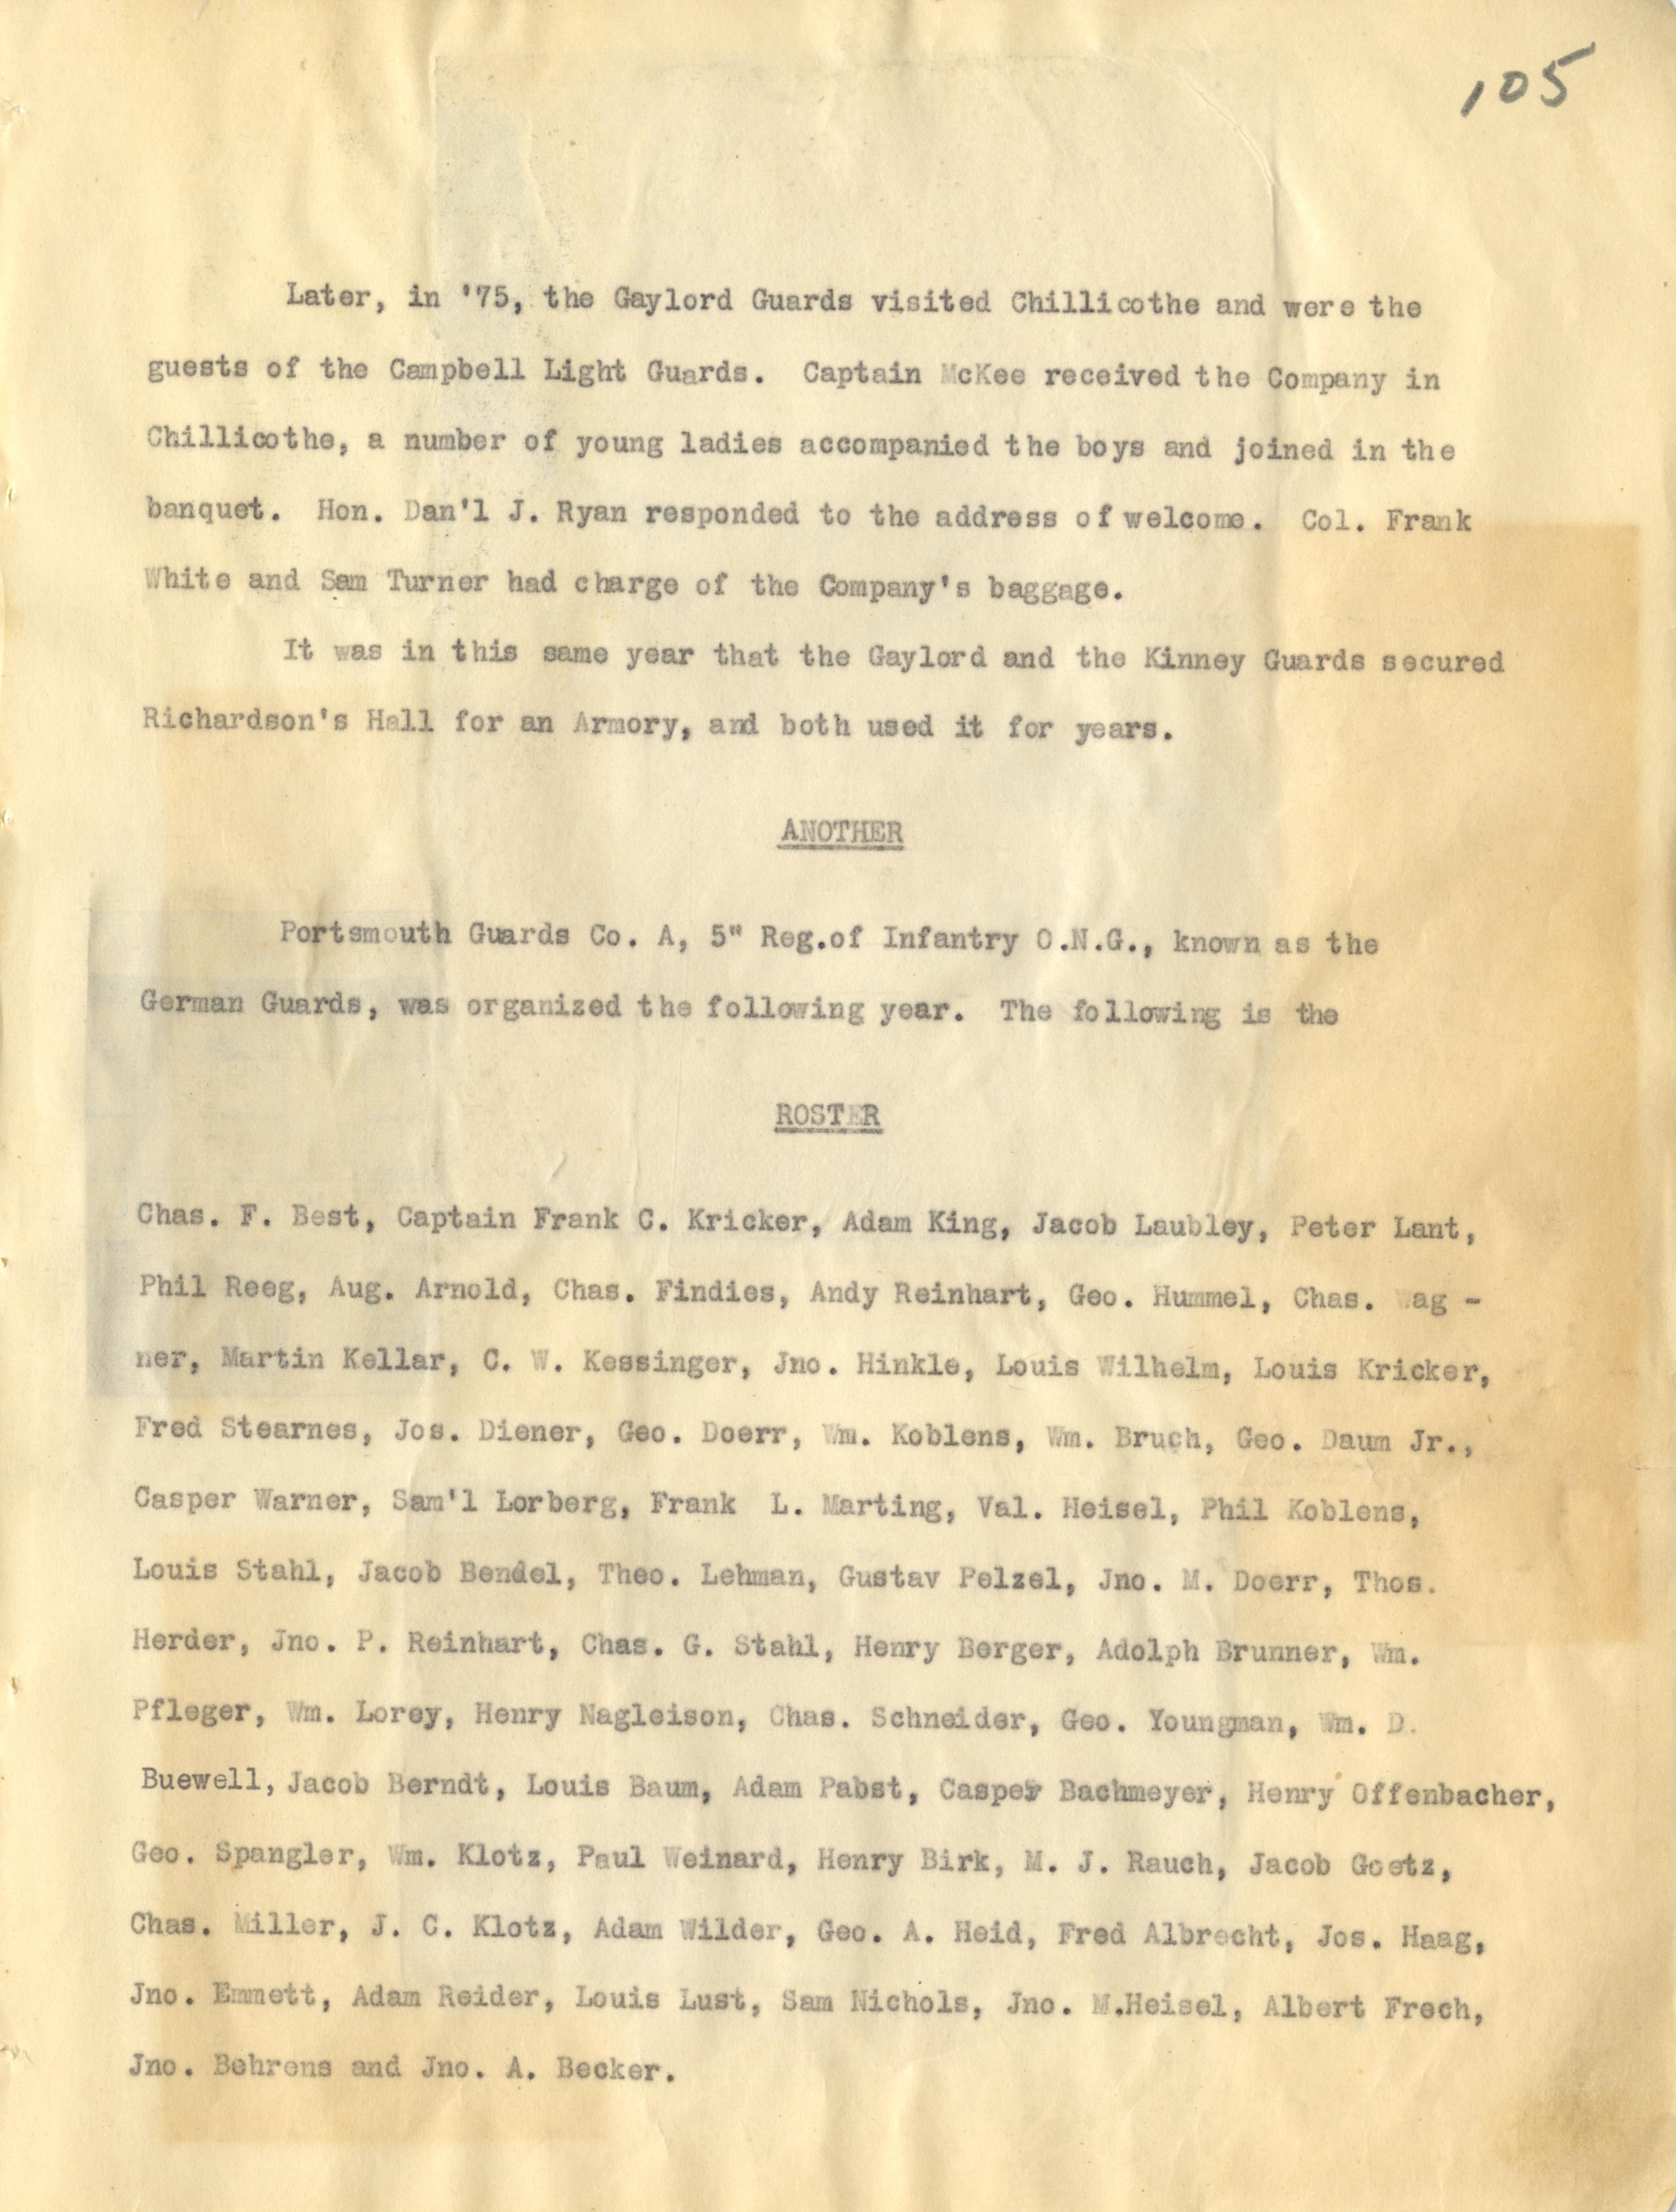 105
Later, in '75, the Gaylord Guards visited Chillicothe and were the
guests of the Campbell Light Guards. Captain McKee received the Company in
Chillicothe, a number of young ladies accompanied the boys and joined in the
banquet. Hon. Dan'l J. Ryan responded to the address of welcome. Col. Frank
White and Sam Turner had charge of the Company's baggage.
It was in this same year that the Gaylord and the Kinney Guards secured
Richardson's Hall for an Armory, and both used it for years.
ANOTHER
Portsmouth Guards Co. A, 5" Reg.of Infantry O.N.G., known as the
German Guards, was organized the following year. The following is the
ROSTER
Chas. F. Best, Captain Frank C. Kricker, Adam King, Jacob Laubley, Peter Lant,
Phil Reeg, Aug. Arnold, Chas. Findies, Andy Reinhart, Geo. Hummel, Chas. Wag -
ner, Martin Kellar, C. W. Kessinger, Jno. Hinkle, Louis Wilhelm, Louis Kricker,
Fred Stearnes, Jos. Diener, Geo. Doerr, Wm. Koblens, Wm. Bruch, Geo. Daum Jr.,
Casper Warner, Sam'l Lorberg, Frank L. Marting, Val. Heisel, Phil Koblens,
Louis Stahl, Jacob Bendel, Theo. Lehman, Gustav Pelzel, Jno. M. Doerr, Thos.
Herder, Jno. P. Reinhart, Chas. G. Stahl, Henry Berger, Adolph Brunner, Wm.
Pfleger, Wm. Lorey, Henry Nagleison, Chas. Schneider, Geo. Youngman, Wm. D.
Buewell, Jacob Berndt, Louis Baum, Adam Pabst, Casper Bachmeyer, Henry Offenbacher,
Geo. Spangler, Wm. Klotz, Paul Weinard, Henry Birk, M. J. Rauch, Jacob Goetz,
Chas. Miller, J. C. Klotz, Adam Wilder, Geo. A. Heid, Fred Albrecht, Jos. Haag,
Jno. Emmett, Adam Reider, Louis Lust, Sam Nichols, Jno. M.Heisel, Albert Frech,
Jno. Behrens and Jno. A. Becker.